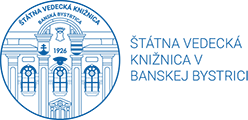 ŠTÁTNA VEDECKÁ KNIŽNICA
BANSKÁ BYSTRICA
1926
ŠTÁTNA VEDECKÁ
KNIŽNICA V
BANSKEJ BYSTRICI